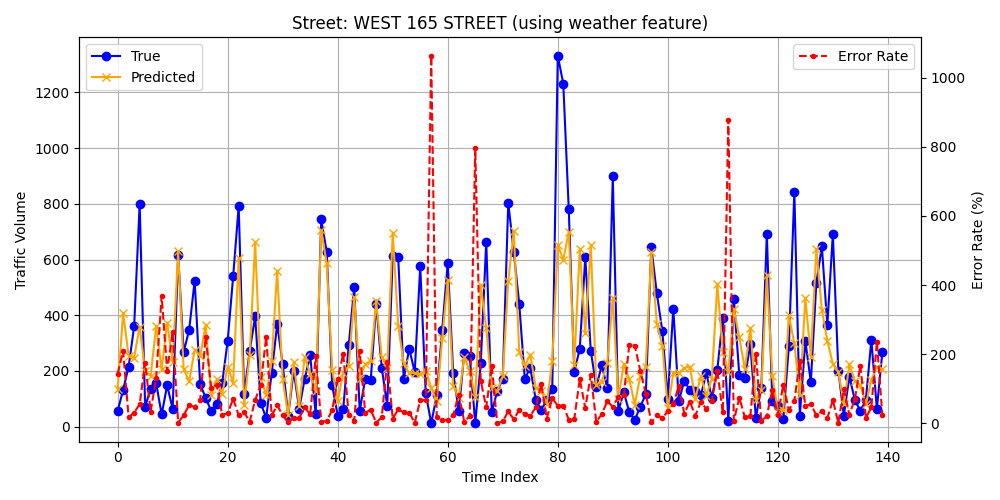 Street: WEST 165 STREET (using weather feature)
True
Predicted
Error Rate
1200
1000
800
600
400
200
0
Traffic Volume
1000
800
600
400
200
0
Error Rate (%)
0 20 40 60 80 100 120 140
Time Index